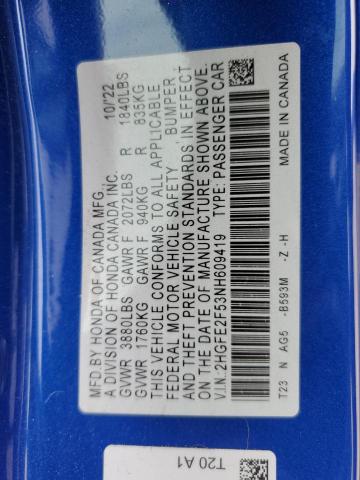 MFD.BY HONDA OF CANADA MFG. 10/'22
A DIVISION OF HONDA CANADA INC.
GVWR 3880LBS GAWR F 2072LBS R 1840LBS
GVWR 1760KG GAWR F 940KG R 835KG
THIS VEHICLE CONFORMS TO ALL APPLICABLE
FEDERAL MOTOR VEHICLE SAFETY BUMPER,
AND THEFT PREVENTION STANDARDS IN EFFECT
ON THE DATE OF MANUFACTURE SHOWN ABOVE.
V.I.N.:2HGFE2F53NH609419 TYPE: PASSENGER CAR
T23 N AG5 -B593M -Z -H MADE IN CANADA
T20 A1